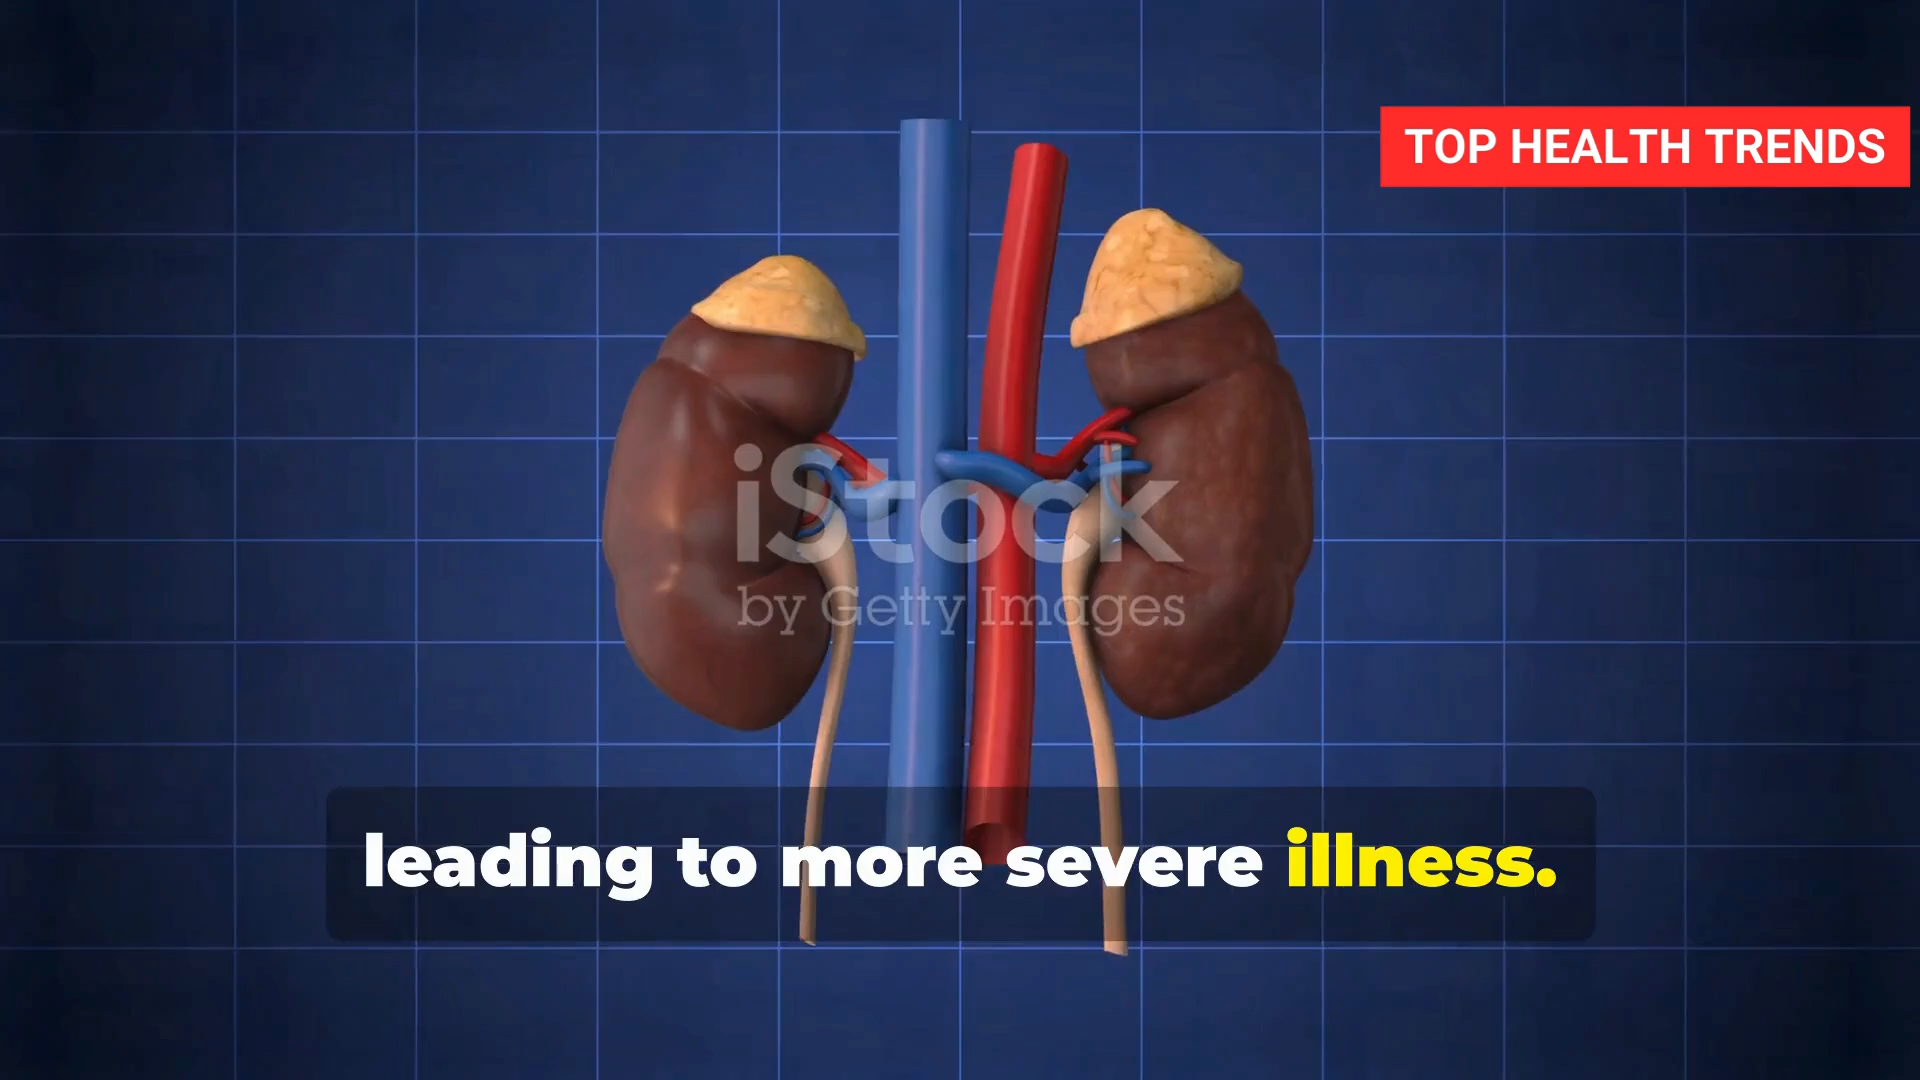 TOP HEALTH TRENDS
iStock
by Getty Images
leading to more severe illness.